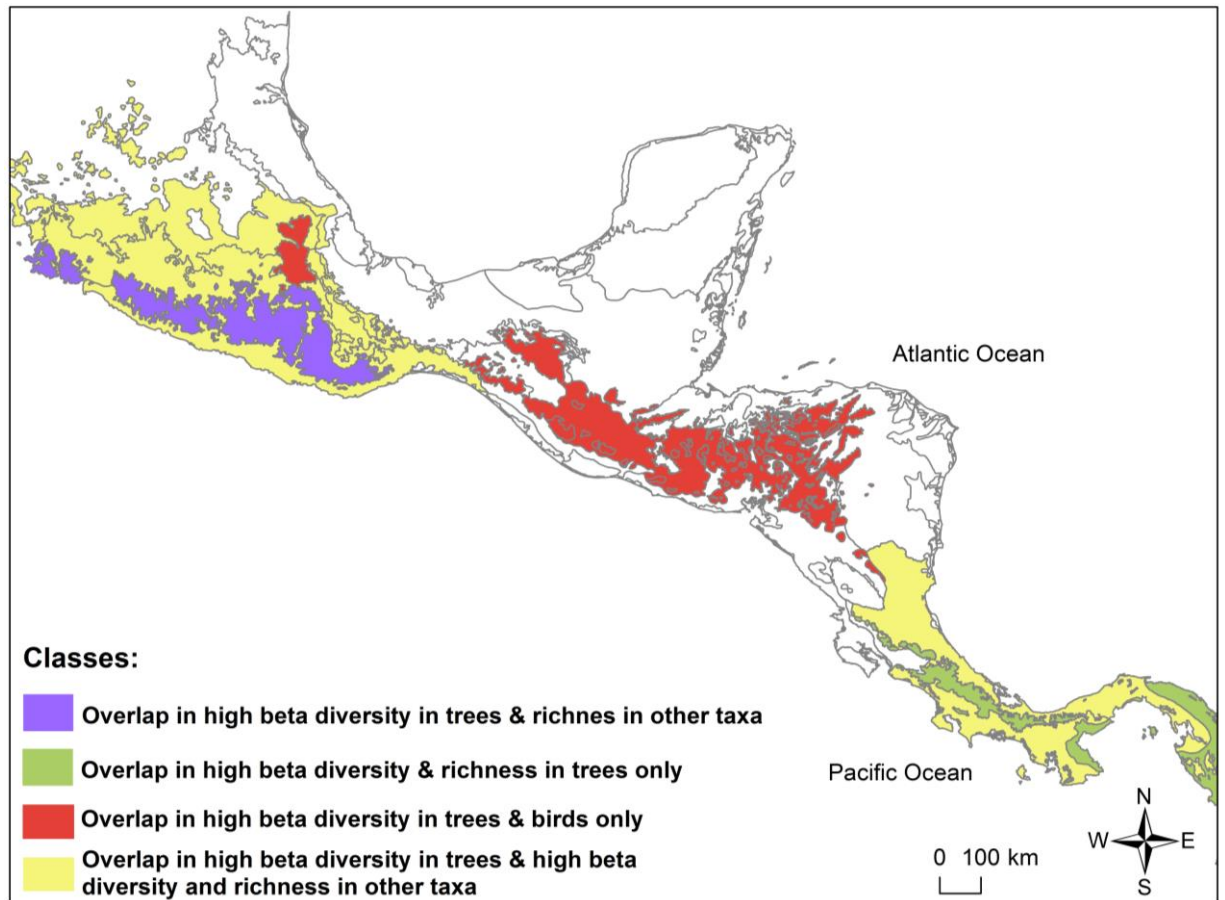 Atlantic Ocean
Classes:
Overlap in high beta diversity in trees & richnes in other taxa
Overlap in high beta diversity & richness in trees only
Overlap in high beta diversity in trees & birds only
Overlap in high beta diversity in trees & high beta
diversity and richness in other taxa
Pacific Ocean
0 100 km
N
W E
S